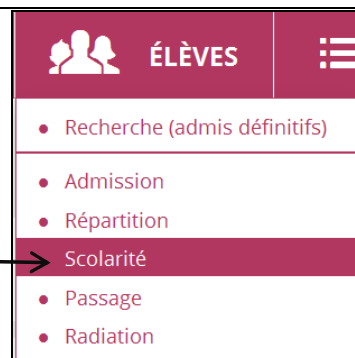 ÉLÈVES
Recherche (admis définitifs)
Admission
Répartition
Scolarité
Passage
Radiation